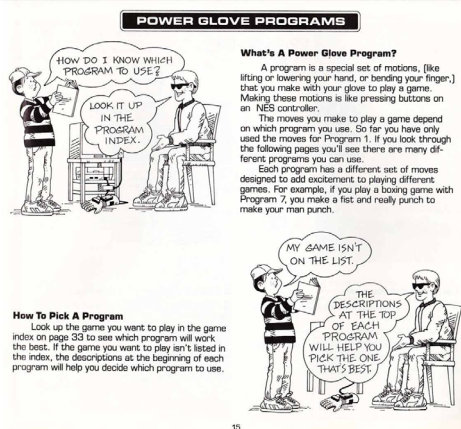 POWER GLOVE PROGRAMS
HOW DO I KNOW WHICH
PROGRAM TO USE?
LOOK IT UP
IN THE
PROGRAM
INDEX.
What's A Power Glove Program?
A program is a special set of motions, (like
lifting or lowering your hand, or bending your finger,)
that you make with your glove to play a game.
Making these motions is like pressing buttons on
an NES controller.
The moves you make to play a game depend
on which program you use. So far you have only
used the moves for Program 1. If you look through
the following pages you'll see there are many dif-
ferent programs you can use.
Each program has a different set of moves
designed to add excitement to playing different
games. For example, if you play a boxing game with
Program 7, you make a fist and really punch to
make your man punch.
How To Pick A Program
Look up the game you want to play in the game
index on page 33 to see which program will work
the best. If the game you want to play isn't listed in
the index, the descriptions at the beginning of each
program will help you decide which program to use.
MY GAME ISN'T
ON THE LIST.
THE
DESCRIPTIONS
AT THE TOP
OF EACH
PROGRAM
WILL HELP YOU
PICK THE ONE
THAT'S BEST.
15